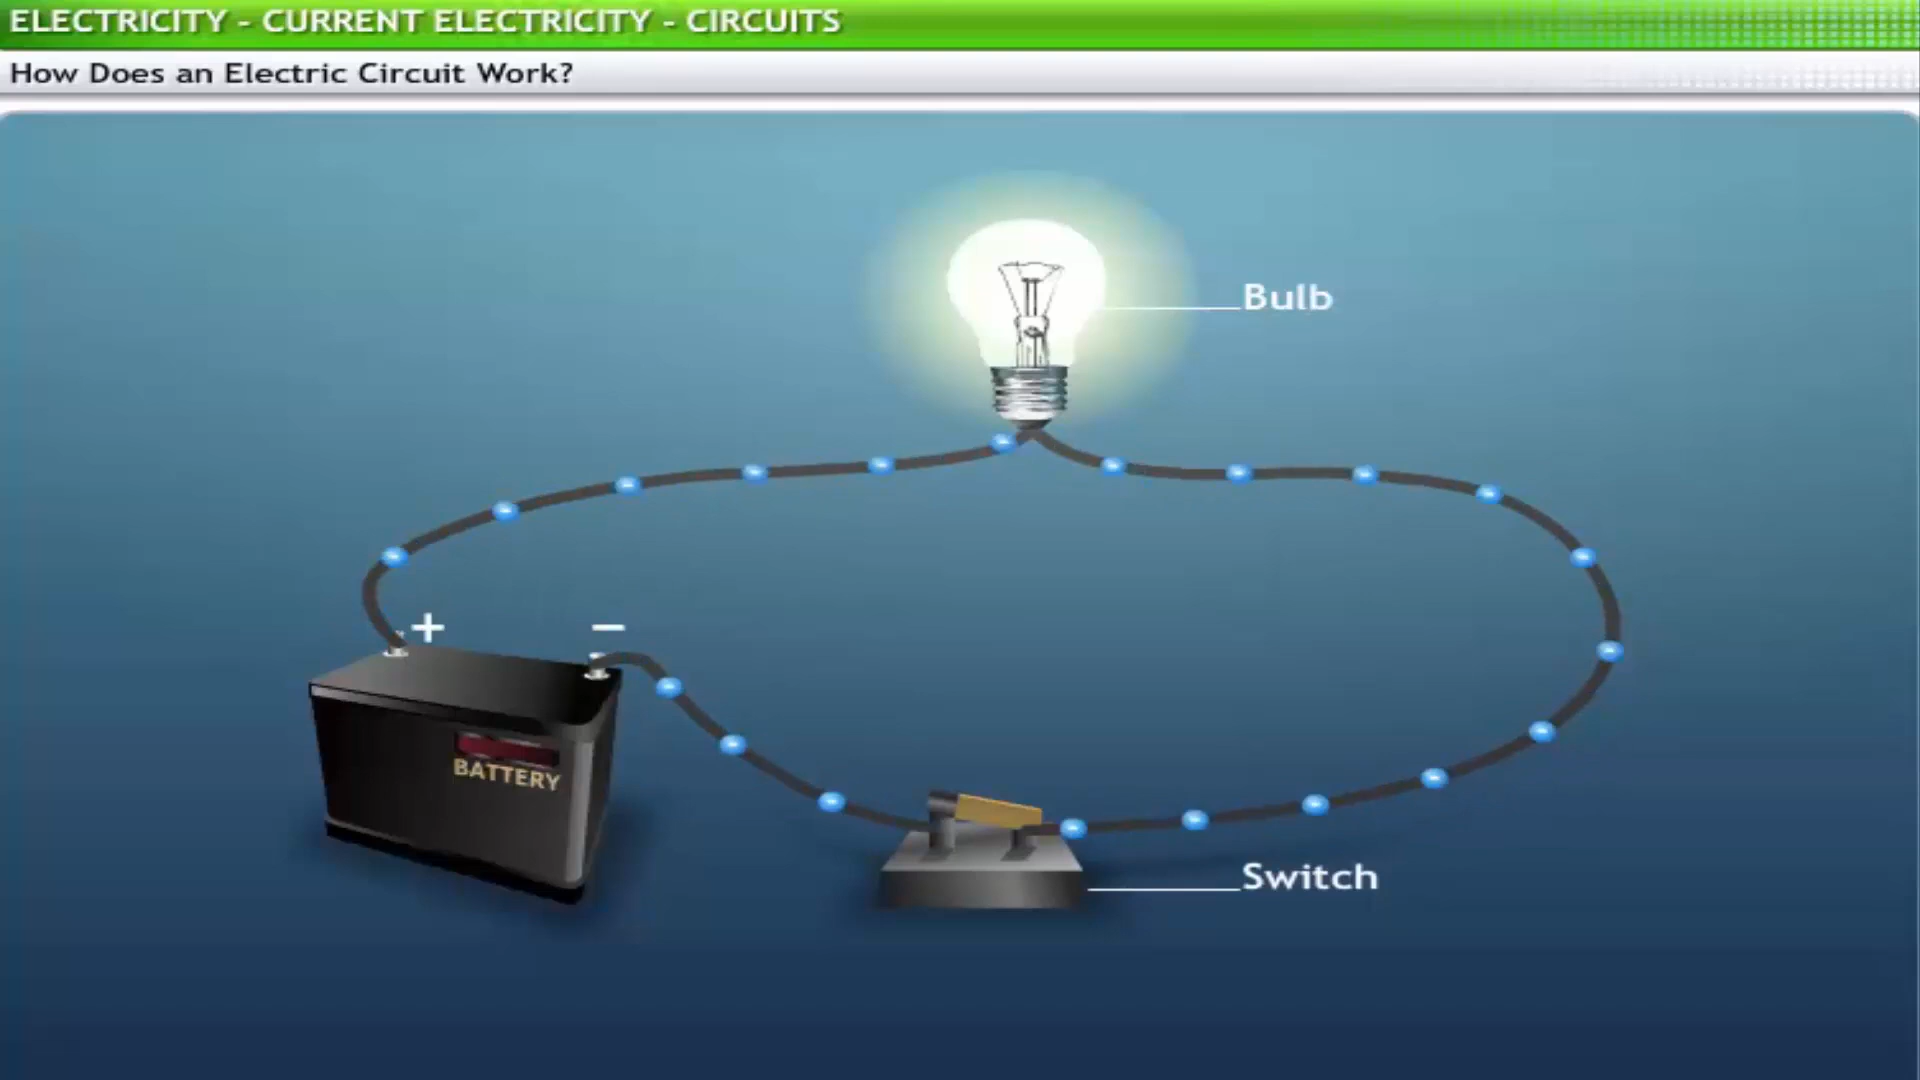 ELECTRICITY - CURRENT ELECTRICITY - CIRCUITS
How Does an Electric Circuit Work?
Bulb
+ −
BATTERY
Switch